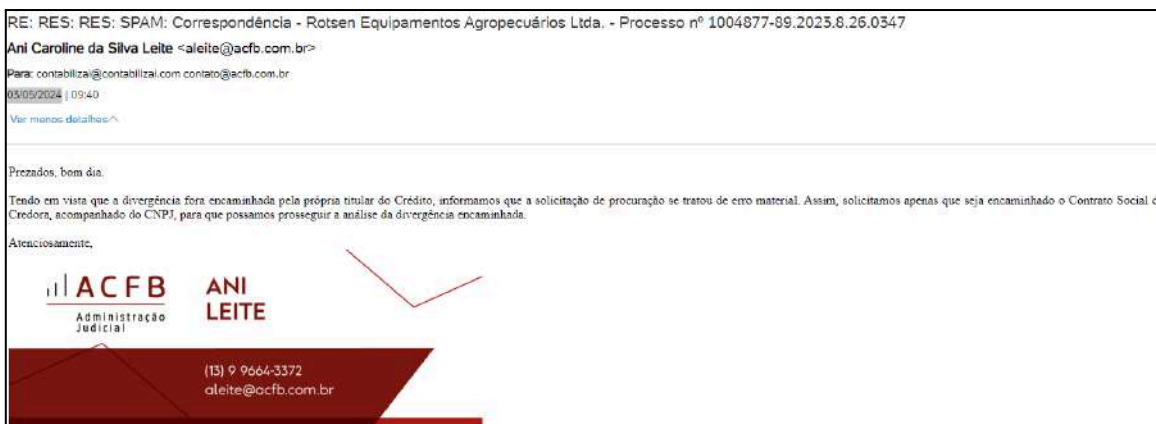 RE: RES: RES: SPAM: Correspondência - Rotsen Equipamentos Agropecuários Ltda. - Processo nº 1004877-89.2023.8.26.0347
Ani Caroline da Silva Leite <aleite@acfb.com.br>
Para: contabilizai@contabilizai.com contato@acfb.com.br
03/05/2024 | 09:40
Ver menos detalhes
Prezados, bom dia.
Tendo em vista que a divergência fora encaminhada pela própria titular do Crédito, informamos que a solicitação de procuração se tratou de erro material. Assim, solicitamos apenas que seja encaminhado o Contrato Social
Credora, acompanhado do CNPJ, para que possamos prosseguir a análise da divergência encaminhada.
Atenciosamente,
ACFB
Administração
Judicial
ANI
LEITE
(13) 9 9664-3372
aleite@acfb.com.br